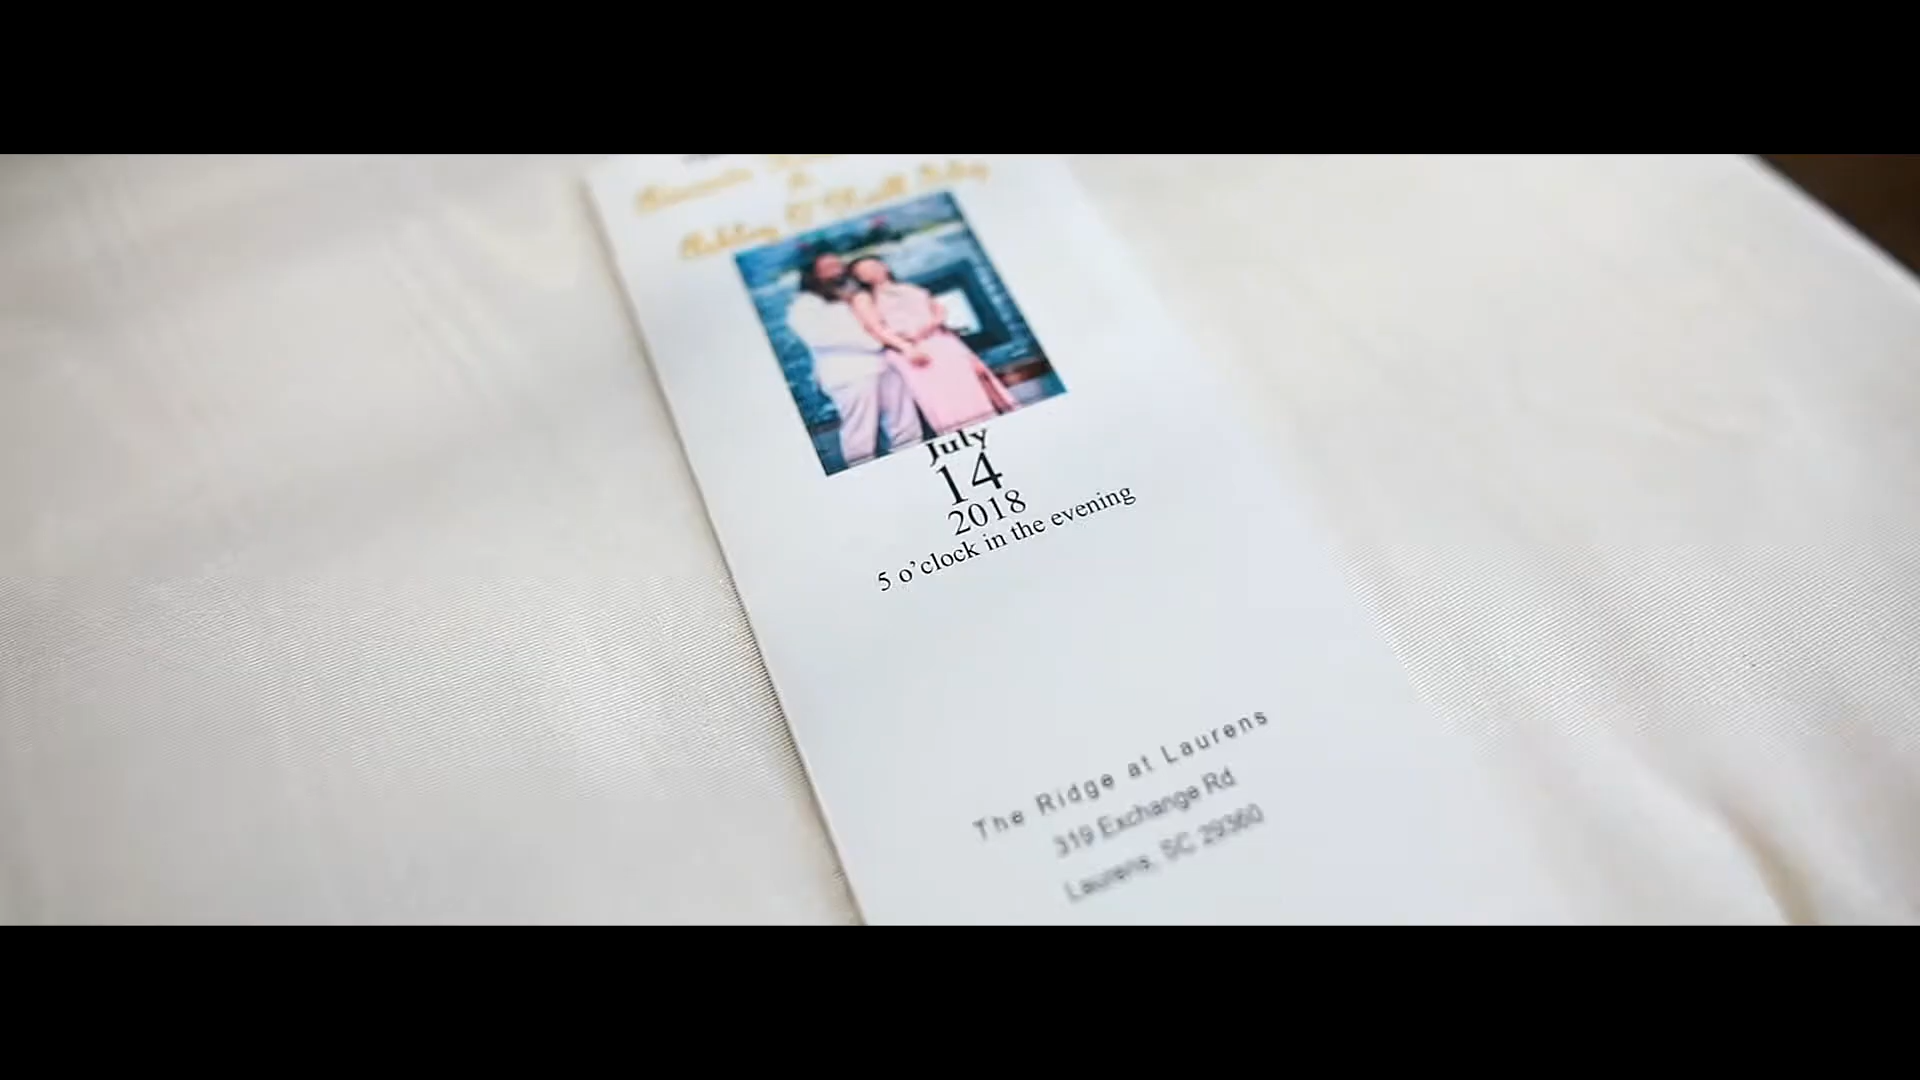 &
July
14
2018
5 o’clock in the evening
The Ridge at Laurens
319 Exchange Rd
Laurens, SC 29360